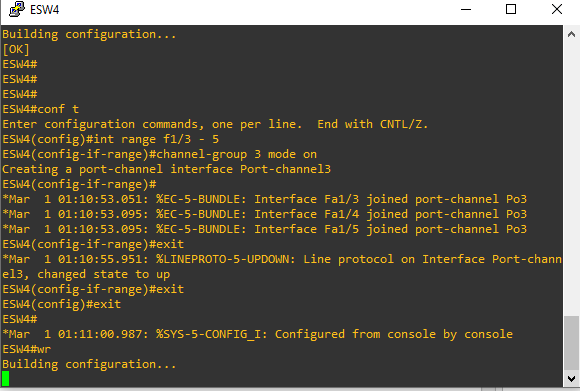 ESW4
Building configuration...
[OK]
ESW4#
ESW4#
ESW4#
ESW4#conf t
Enter configuration commands, one per line.  End with CNTL/Z.
ESW4(config)#int range f1/3 - 5
ESW4(config-if-range)#channel-group 3 mode on
Creating a port-channel interface Port-channel3
ESW4(config-if-range)#
*Mar  1 01:10:53.051: %EC-5-BUNDLE: Interface Fa1/3 joined port-channel Po3
*Mar  1 01:10:53.095: %EC-5-BUNDLE: Interface Fa1/4 joined port-channel Po3
*Mar  1 01:10:53.095: %EC-5-BUNDLE: Interface Fa1/5 joined port-channel Po3
ESW4(config-if-range)#exit
*Mar  1 01:10:55.951: %LINEPROTO-5-UPDOWN: Line protocol on Interface Port-chann
el3, changed state to up
ESW4(config-if-range)#exit
ESW4(config)#exit
ESW4#
*Mar  1 01:11:00.987: %SYS-5-CONFIG_I: Configured from console by console
ESW4#wr
Building configuration...